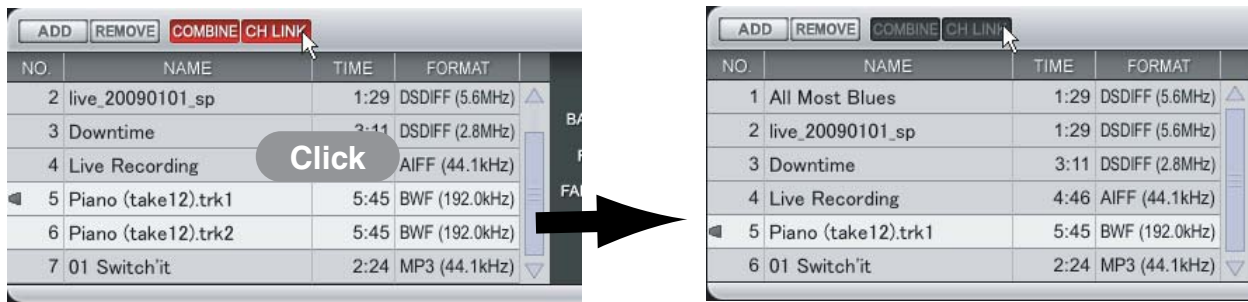 ADD REMOVE COMBINE CH LINK
NO. NAME TIME FORMAT
2 live_20090101_sp 1:29 DSDIFF (5.6MHz)
3 Downtime 3:11 DSDIFF (2.8MHz)
4 Live Recording AIFF (44.1kHz)
5 Piano (take12).trk1 5:45 BWF (192.0kHz)
6 Piano (take12).trk2 5:45 BWF (192.0kHz)
7 01 Switch'it 2:24 MP3 (44.1kHz)
BA
F
FAI
Click
ADD REMOVE COMBINE CH LINK
NO. NAME TIME FORMAT
1 All Most Blues 1:29 DSDIFF (5.6MHz)
2 live_20090101_sp 1:29 DSDIFF (5.6MHz)
3 Downtime 3:11 DSDIFF (2.8MHz)
4 Live Recording 4:46 AIFF (44.1kHz)
5 Piano (take12).trk1 5:45 BWF (192.0kHz)
6 01 Switch'it 2:24 MP3 (44.1kHz)